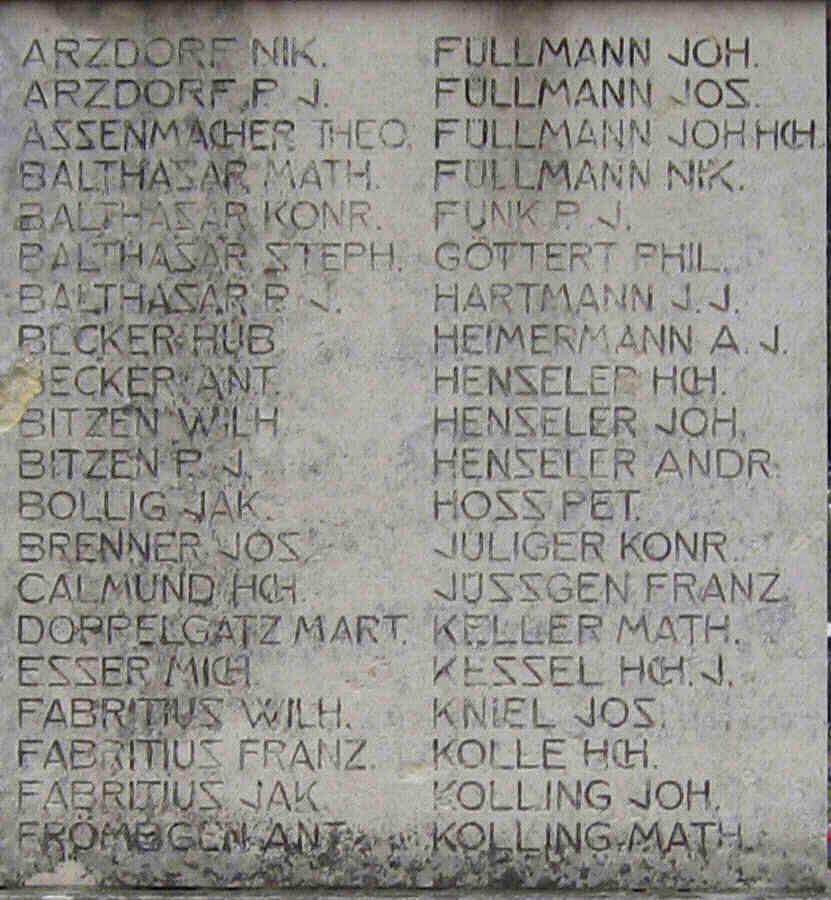 ARZDORF NIK.
ARZDORF P. J.
ASSENMACHER THEO.
BALTHASAR MATH.
BALTHASAR KONR.
BALTHASAR STEPH.
BALTHASAR P. J.
BECKER HUB.
BECKER ANT.
BITZEN WILH.
BITZEN P. J.
BOLLIG JAK.
BRENNER JOS.
CALMUND HCH.
DOPPELGATZ MART.
ESSER MICH.
FABRITIUS WILH.
FABRITIUS FRANZ.
FABRITIUS JAK.
FRÖMBGEN ANT.
FÜLLMANN JOH.
FÜLLMANN JOS.
FÜLLMANN JOH HCH.
FÜLLMANN NIK.
FUNK P. J.
GÖTTERT PHIL.
HARTMANN J. J.
HEIMERMANN A. J.
HENSELER HCH.
HENSELER JOH.
HENSELER ANDR.
HOSS PET.
JÜLIGER KONR.
JÜSSGEN FRANZ.
KELLER MATH.
KESSEL HCH. J.
KNIEL JOS.
KOLLE HCH.
KOLLING JOH.
KOLLING MATH.